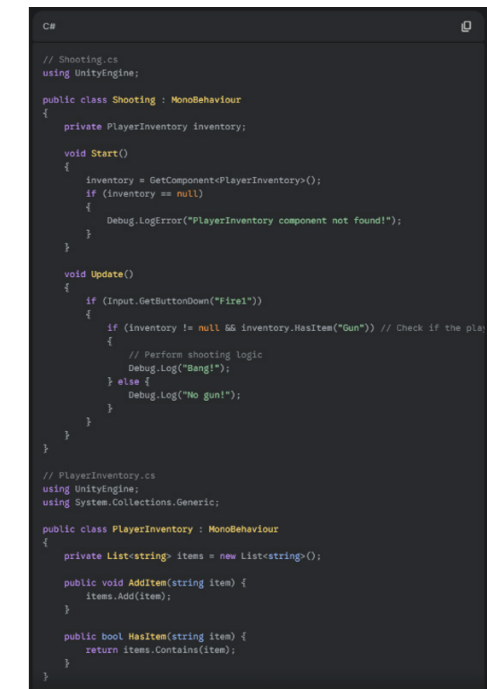 C#
// Shooting.cs
using UnityEngine;
public class Shooting : MonoBehaviour
{
private PlayerInventory inventory;
void Start()
{
inventory = GetComponent<PlayerInventory>();
if (inventory == null)
{
Debug.LogError("PlayerInventory component not found!");
}
}
void Update()
{
if (Input.GetButtonDown("Fire1"))
{
if (inventory != null && inventory.HasItem("Gun")) // Check if the
{
// Perform shooting logic
Debug.Log("Bang!");
} else {
Debug.Log("No gun!");
}
}
}
}
// PlayerInventory.cs
using UnityEngine;
using System.Collections.Generic;
public class PlayerInventory : MonoBehaviour
{
private List<string> items = new List<string>();
public void AddItem(string item) {
items.Add(item);
}
public bool HasItem(string item) {
return items.Contains(item);
}
}